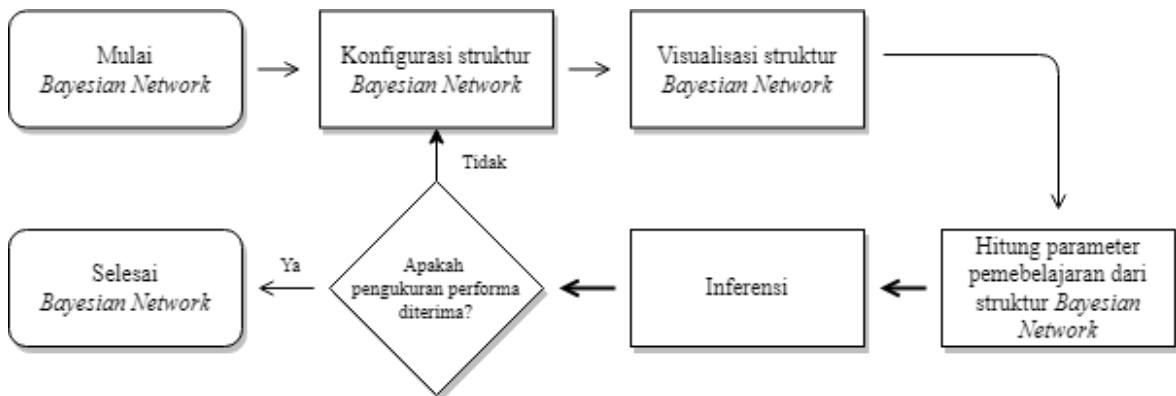 Mulai
Bayesian Network
Konfigurasi struktur
Bayesian Network
Visualisasi struktur
Bayesian Network
Tidak
Selesai
Bayesian Network
Ya
Apakah
pengukuran performa
diterima?
Inferensi
Hitung parameter
pemebelajaran dari
struktur Bayesian
Network